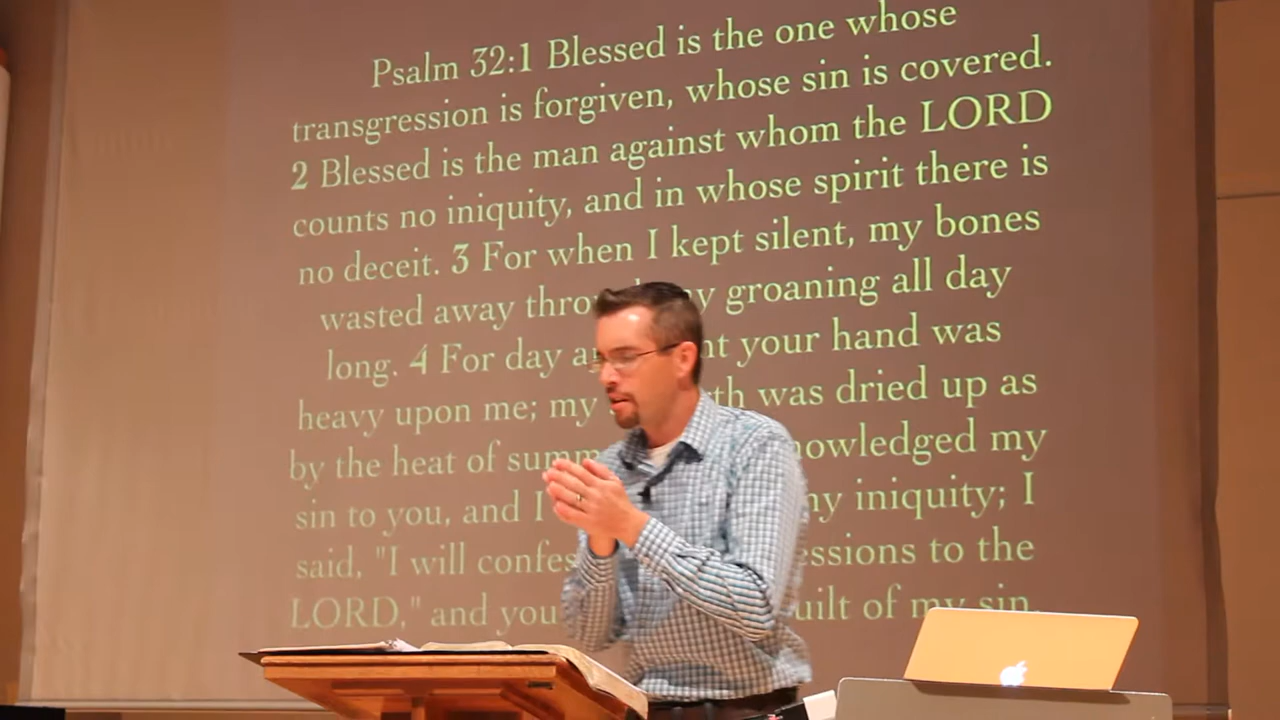 Psalm 32:1 Blessed is the one whose
transgression is forgiven, whose sin is covered.
2 Blessed is the man against whom the LORD
counts no iniquity, and in whose spirit there is
no deceit. 3 For when I kept silent, my bones
wasted away groaning all day
long. 4 For day your hand was
heavy upon me; my was dried up as
by the heat of my
sin to you, and I iniquity; I
said, "I will to the
LORD," and you of my sin